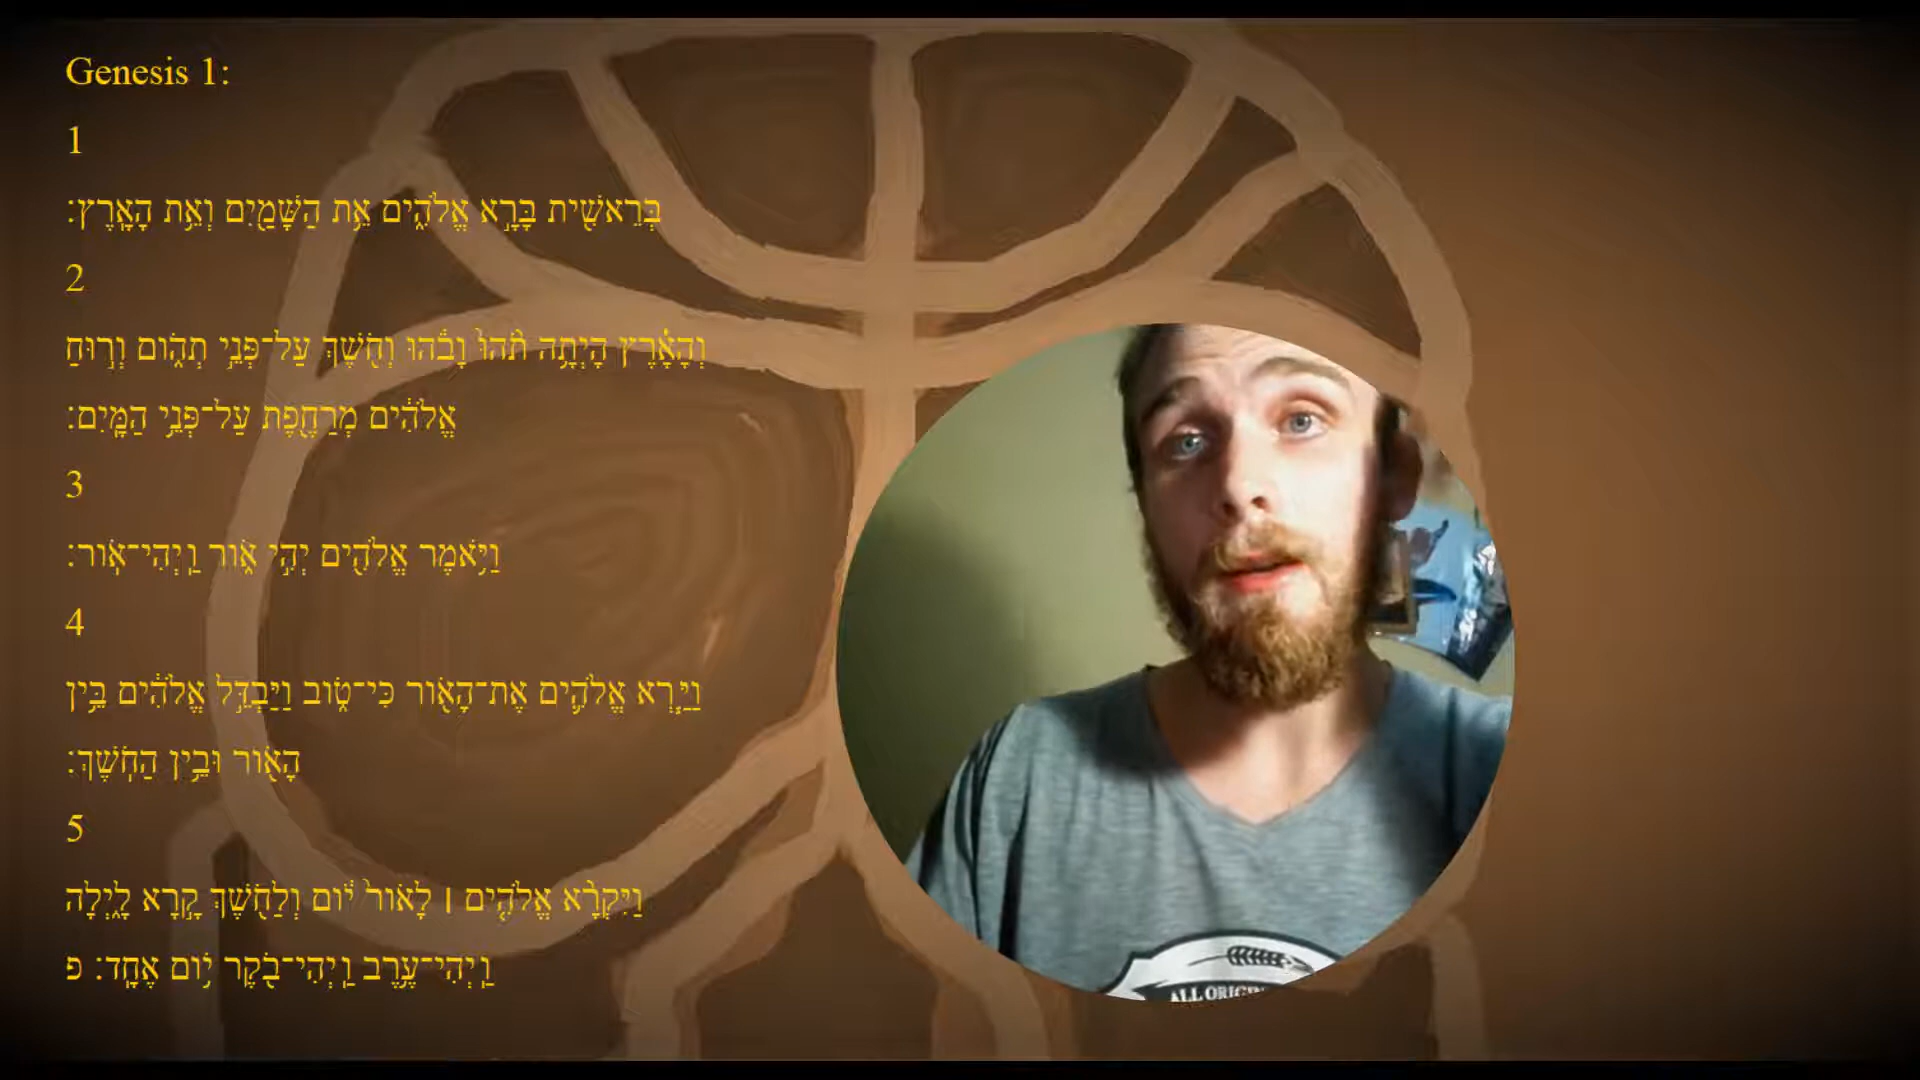 Genesis 1:
1
בְּרֵאשִׁ֖ית בָּרָ֣א אֱלֹהִ֑ים אֵ֥ת הַשָּׁמַ֖יִם וְאֵ֥ת הָאָֽרֶץ׃
2
וְהָאָ֗רֶץ הָיְתָ֥ה תֹ֙הוּ֙ וָבֹ֔הוּ וְחֹ֖שֶׁךְ עַל־פְּנֵ֣י תְה֑וֹם וְר֣וּחַ
אֱלֹהִ֔ים מְרַחֶ֖פֶת עַל־פְּנֵ֥י הַמָּֽיִם׃
3
וַיֹּ֥אמֶר אֱלֹהִ֖ים יְהִ֣י א֑וֹר וַֽיְהִי־אֽוֹר׃
4
וַיַּ֧רְא אֱלֹהִ֛ים אֶת־הָא֖וֹר כִּי־ט֑וֹב וַיַּבְדֵּ֣ל אֱלֹהִ֔ים בֵּ֥ין
הָא֖וֹר וּבֵ֥ין הַחֹֽשֶׁךְ׃
5
וַיִּקְרָ֨א אֱלֹהִ֤ים ׀ לָאוֹר֙ י֔וֹם וְלַחֹ֖שֶׁךְ קָ֣רָא לָ֑יְלָה
וַֽיְהִי־עֶ֥רֶב וַֽיְהִי־בֹ֖קֶר י֥וֹם אֶחָֽד׃ פ
ALL